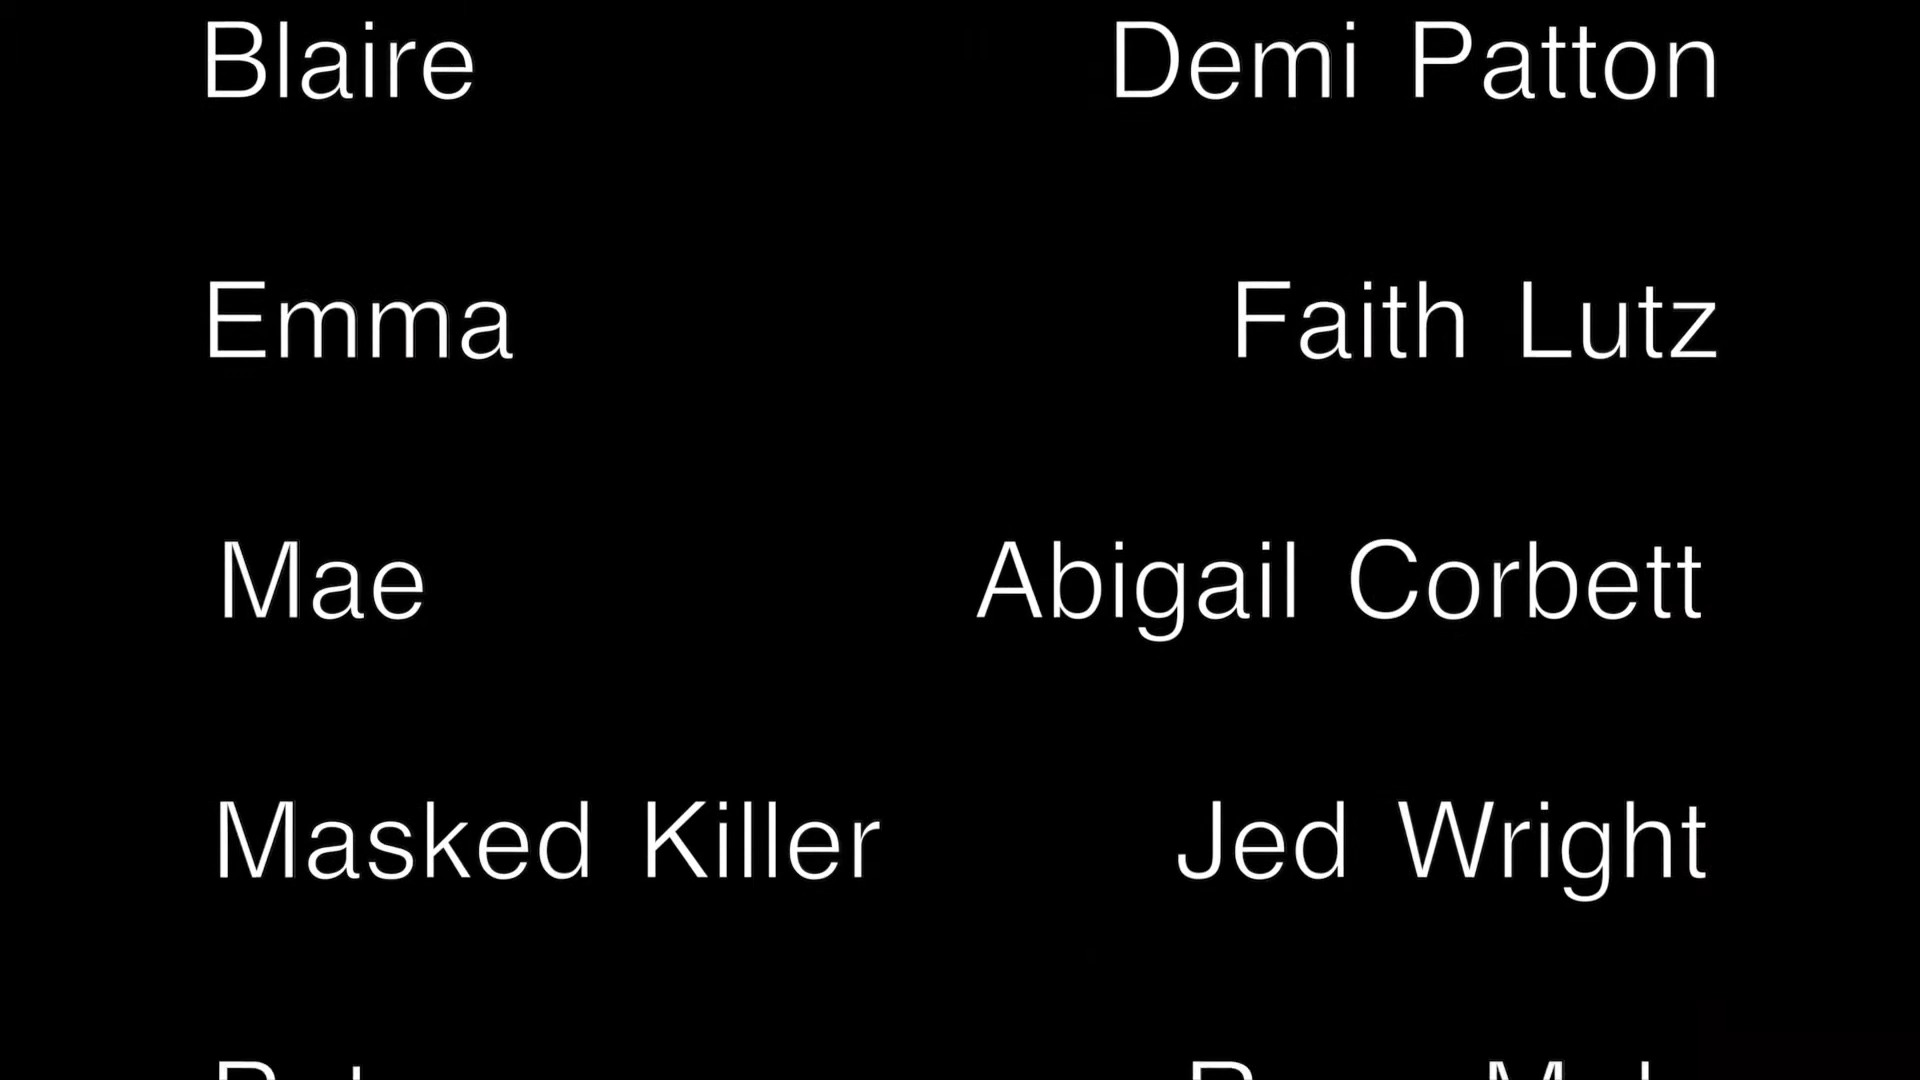 Blaire Demi Patton
Emma Faith Lutz
Mae Abigail Corbett
Masked Killer Jed Wright